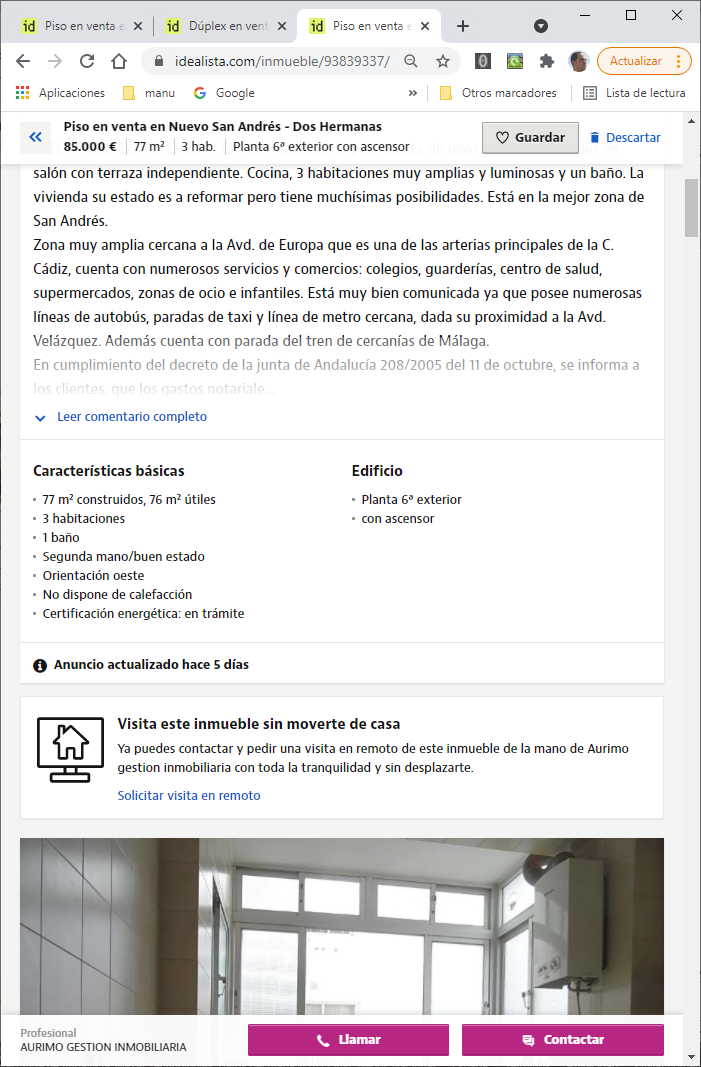 Piso en venta e
Dúplex en vent
Piso en venta e
idealista.com/inmueble/93839337/
Actualizar
Aplicaciones
manu
Google
»
Otros marcadores
Lista de lectura
Piso en venta en Nuevo San Andrés - Dos Hermanas
85.000 € 77 m² 3 hab. Planta 6ª exterior con ascensor
Guardar
Descartar
salón con terraza independiente. Cocina, 3 habitaciones muy amplias y luminosas y un baño. La
vivienda su estado es a reformar pero tiene muchísimas posibilidades. Está en la mejor zona de
San Andrés.
Zona muy amplia cercana a la Avd. de Europa que es una de las arterias principales de la C.
Cádiz, cuenta con numerosos servicios y comercios: colegios, guarderías, centro de salud,
supermercados, zonas de ocio e infantiles. Está muy bien comunicada ya que posee numerosas
líneas de autobús, paradas de taxi y línea de metro cercana, dada su proximidad a la Avd.
Velázquez. Además cuenta con parada del tren de cercanías de Málaga.
En cumplimiento del decreto de la junta de Andalucía 208/2005 del 11 de octubre, se informa a
los clientes, que los gastos notariale...
Leer comentario completo
Características básicas
77 m² construidos, 76 m² útiles
3 habitaciones
1 baño
Segunda mano/buen estado
Orientación oeste
No dispone de calefacción
Certificación energética: en trámite
Edificio
Planta 6ª exterior
con ascensor
Anuncio actualizado hace 5 días
Visita este inmueble sin moverte de casa
Ya puedes contactar y pedir una visita en remoto de este inmueble de la mano de Aurimo
gestion inmobiliaria con toda la tranquilidad y sin desplazarte.
Solicitar visita en remoto
Profesional
AURIMO GESTION INMOBILIARIA
Llamar
Contactar